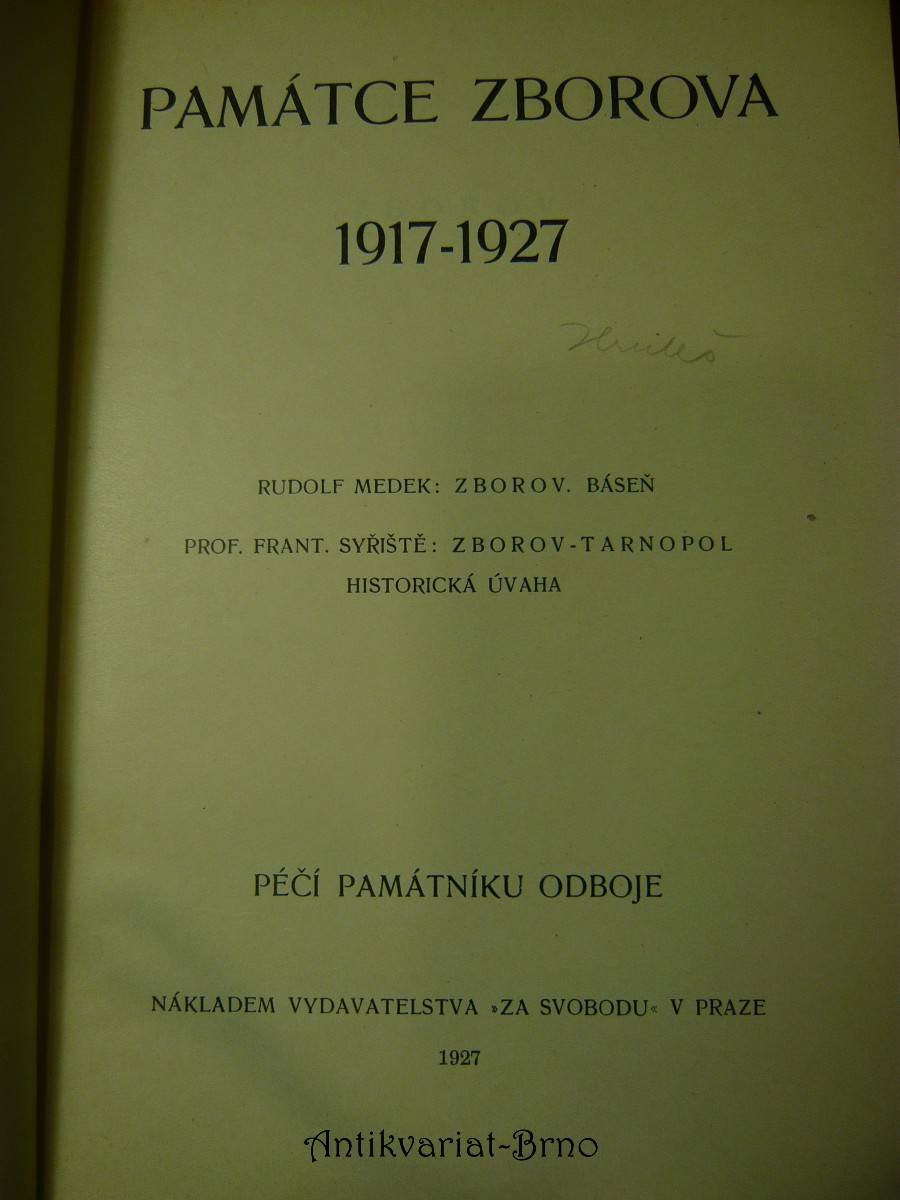 PAMÁTCE ZBOROVA
1917-1927
RUDOLF MEDEK: ZBOROV. BÁSEŇ
PROF. FRANT. SYŘIŠTĚ: ZBOROV-TARNOPOL
HISTORICKÁ ÚVAHA
PÉČÍ PAMÁTNÍKU ODBOJE
NÁKLADEM VYDAVATELSTVA »ZA SVOBODU« V PRAZE
1927
Antikvariat-Brno